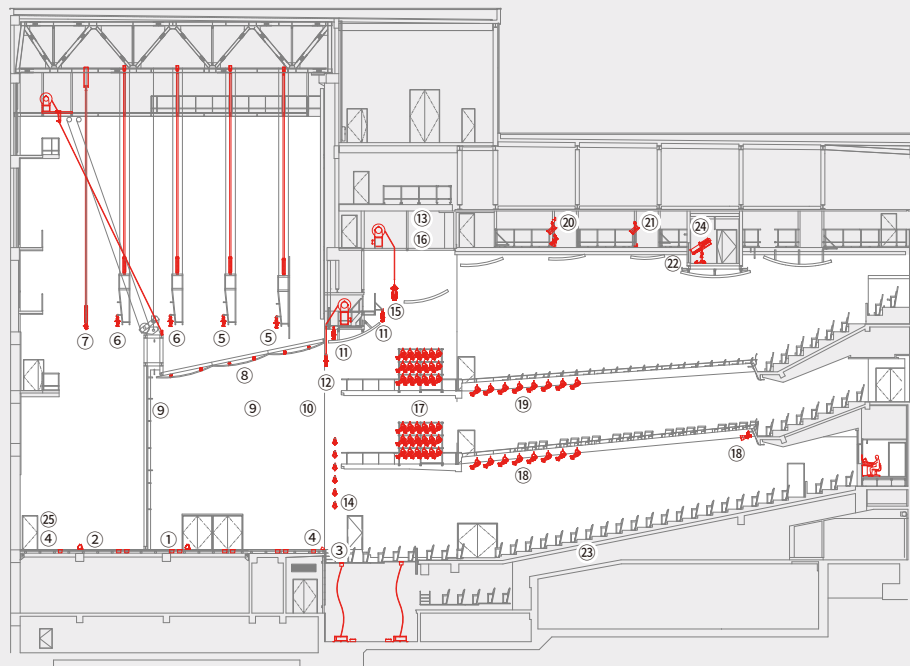 ⑬
⑳ ㉑ ㉔
⑯
㉒
⑮
⑦ ⑥ ⑥ ⑤ ⑤ ⑪
⑪
⑧ ⑫
⑨ ⑨ ⑩ ⑰ ⑲
⑱ ⑱
⑭
㉕
④ ② ① ④ ③ ㉓